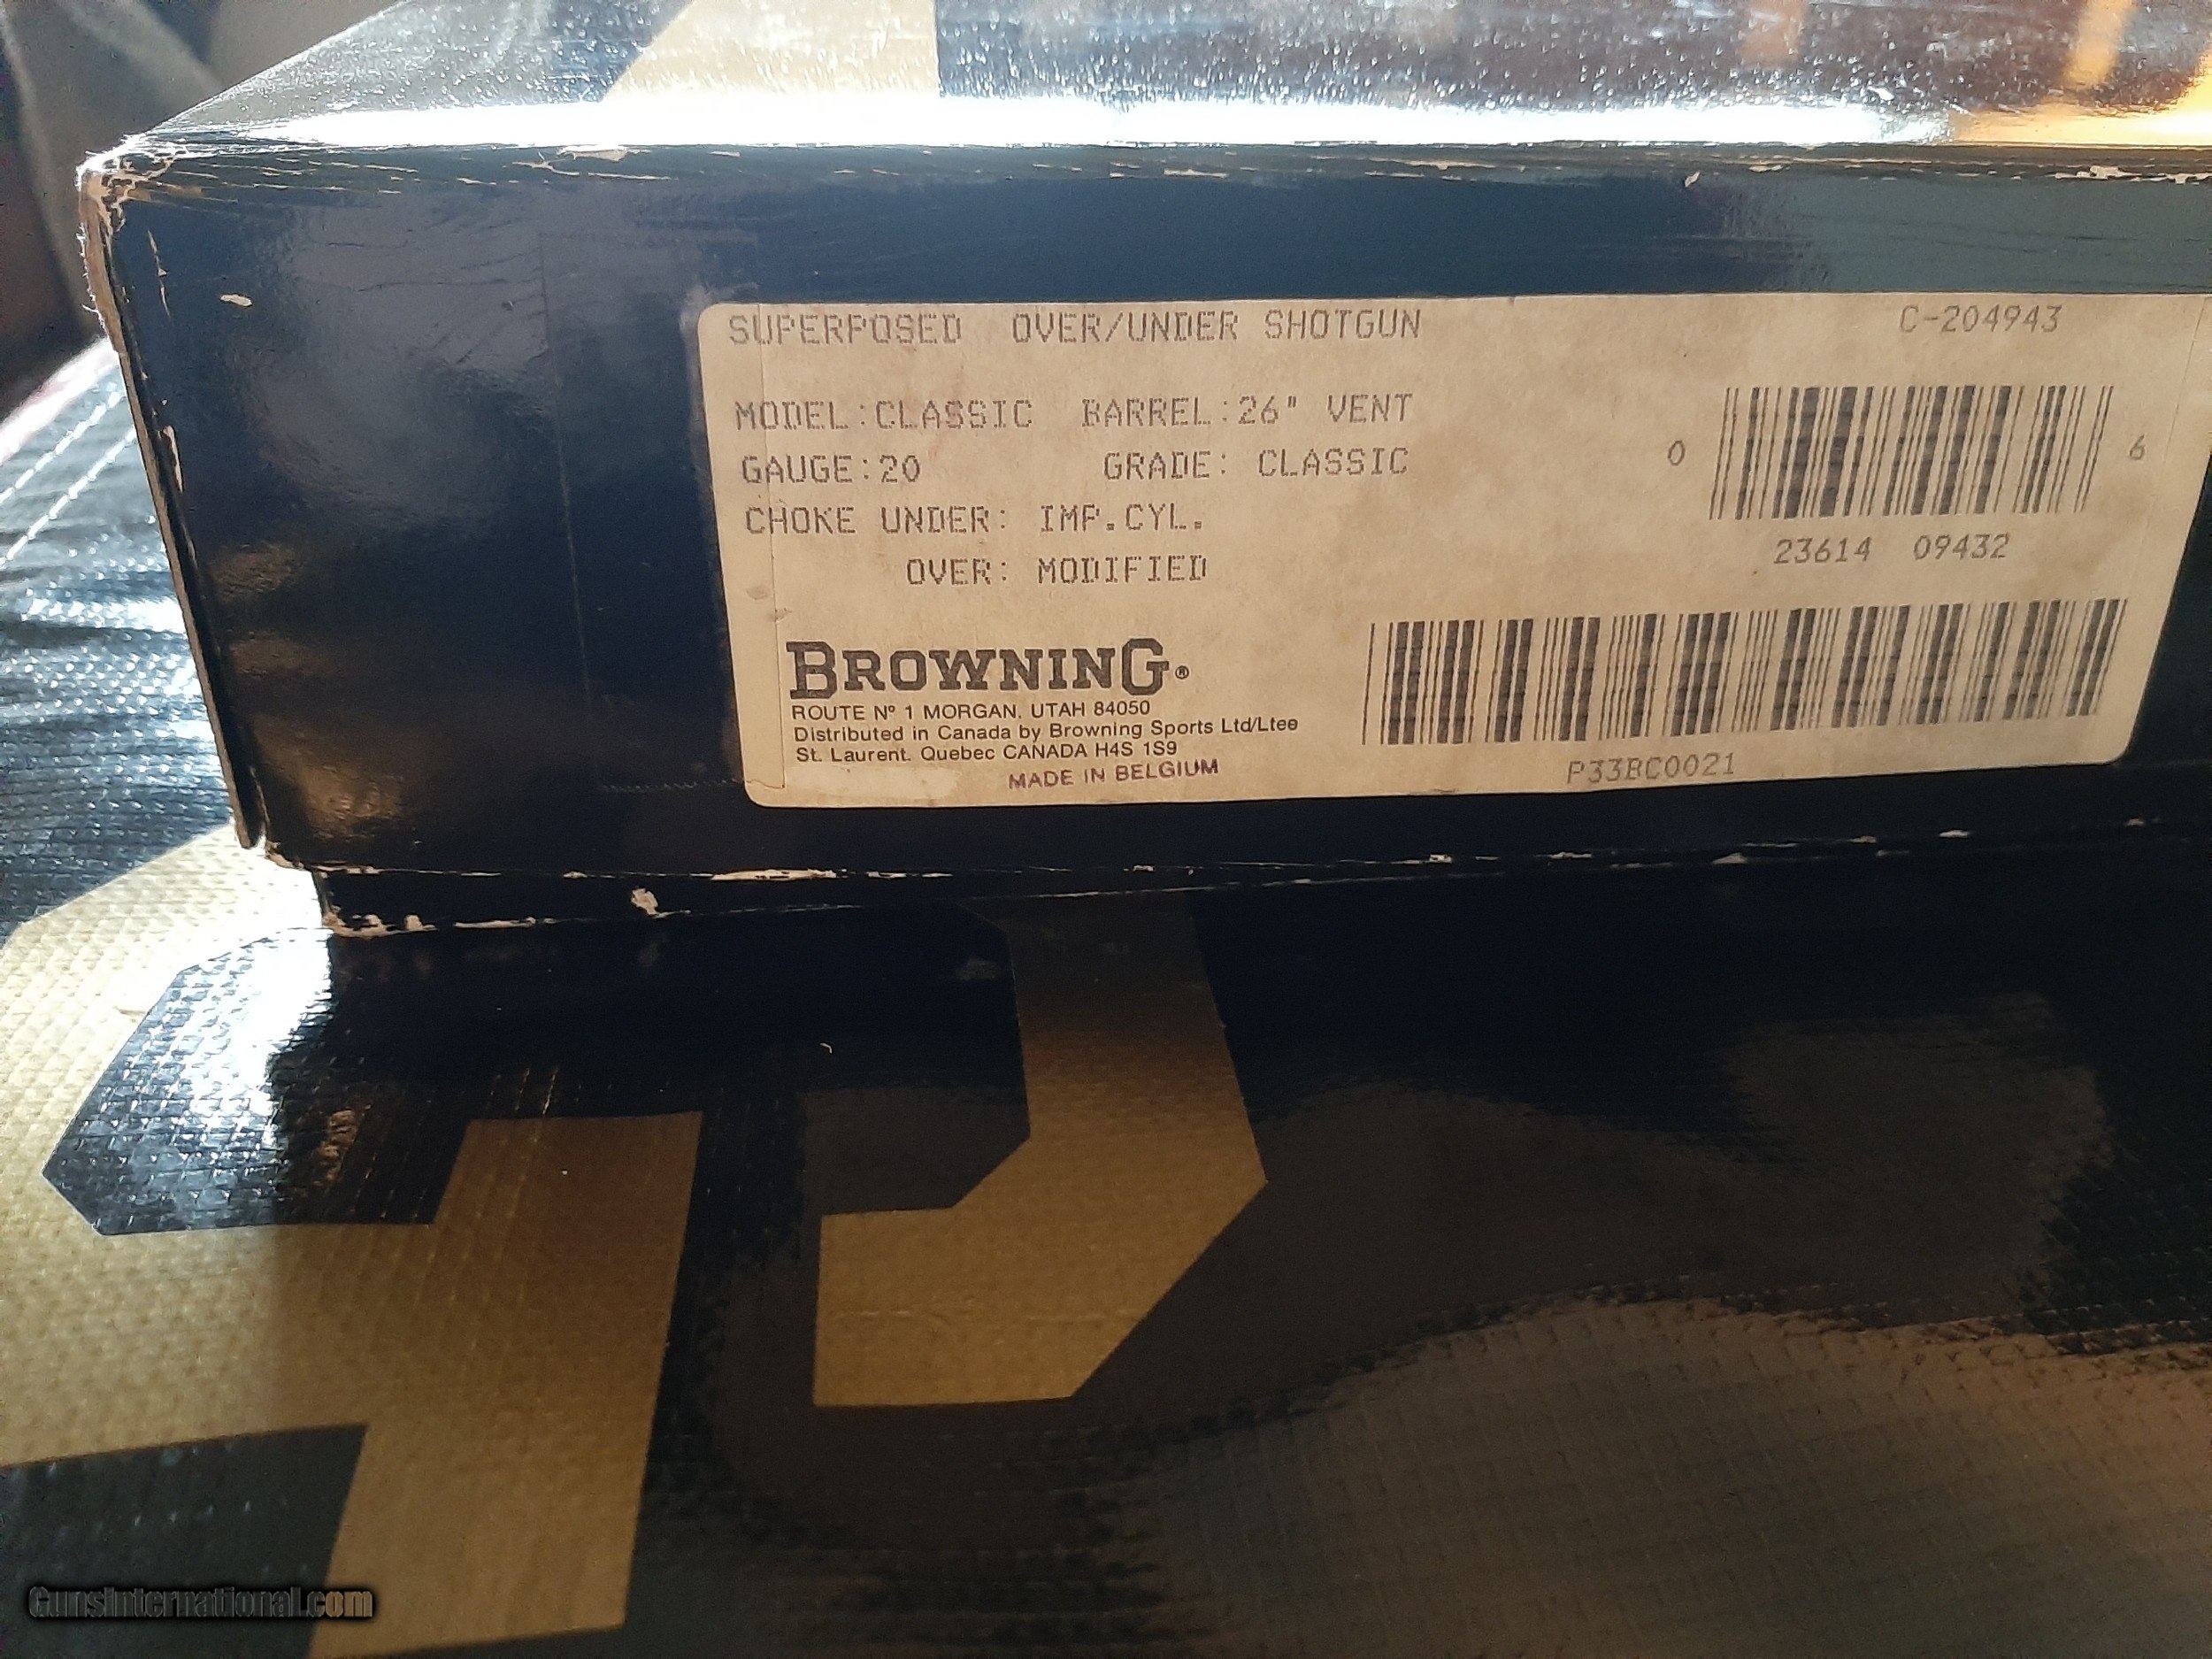 SUPERPOSED OVER/UNDER SHOTGUN C-204943
MODEL:CLASSIC BARREL:26" VENT
GAUGE:20 GRADE: CLASSIC
0 6
CHOKE UNDER: IMP.CYL.
23614 09432
OVER: MODIFIED
BROWNING®
ROUTE Nº 1 MORGAN, UTAH 84050
Distributed in Canada by Browning Sports Ltd/Ltee
St. Laurent. Quebec CANADA H4S 1S9
MADE IN BELGIUM
P33BC0021
GunsInternational.com